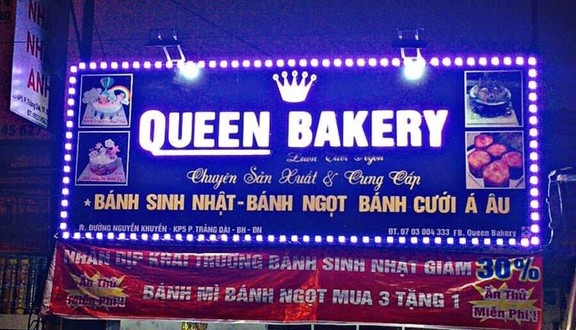 QUEEN BAKERY
Luôn Tươi Ngon
Chuyên Sản Xuất & Cung Cấp
★BÁNH SINH NHẬT-BÁNH NGỌT BÁNH CƯỚI Á ÂU
ĐƯỜNG NGUYỄN KHUYẾN - KP5 P. TRẢNG DÀI - BH - ĐN
ĐT. 07 03 004 333 FB. Queen Bakery
NHÂN DỊP KHAI TRƯƠNG BÁNH SINH NHẬT GIẢM 30%
Ăn Thử Miễn Phí!
BÁNH MÌ BÁNH NGỌT MUA 3 TẶNG 1
Ăn Thử Miễn Phí!